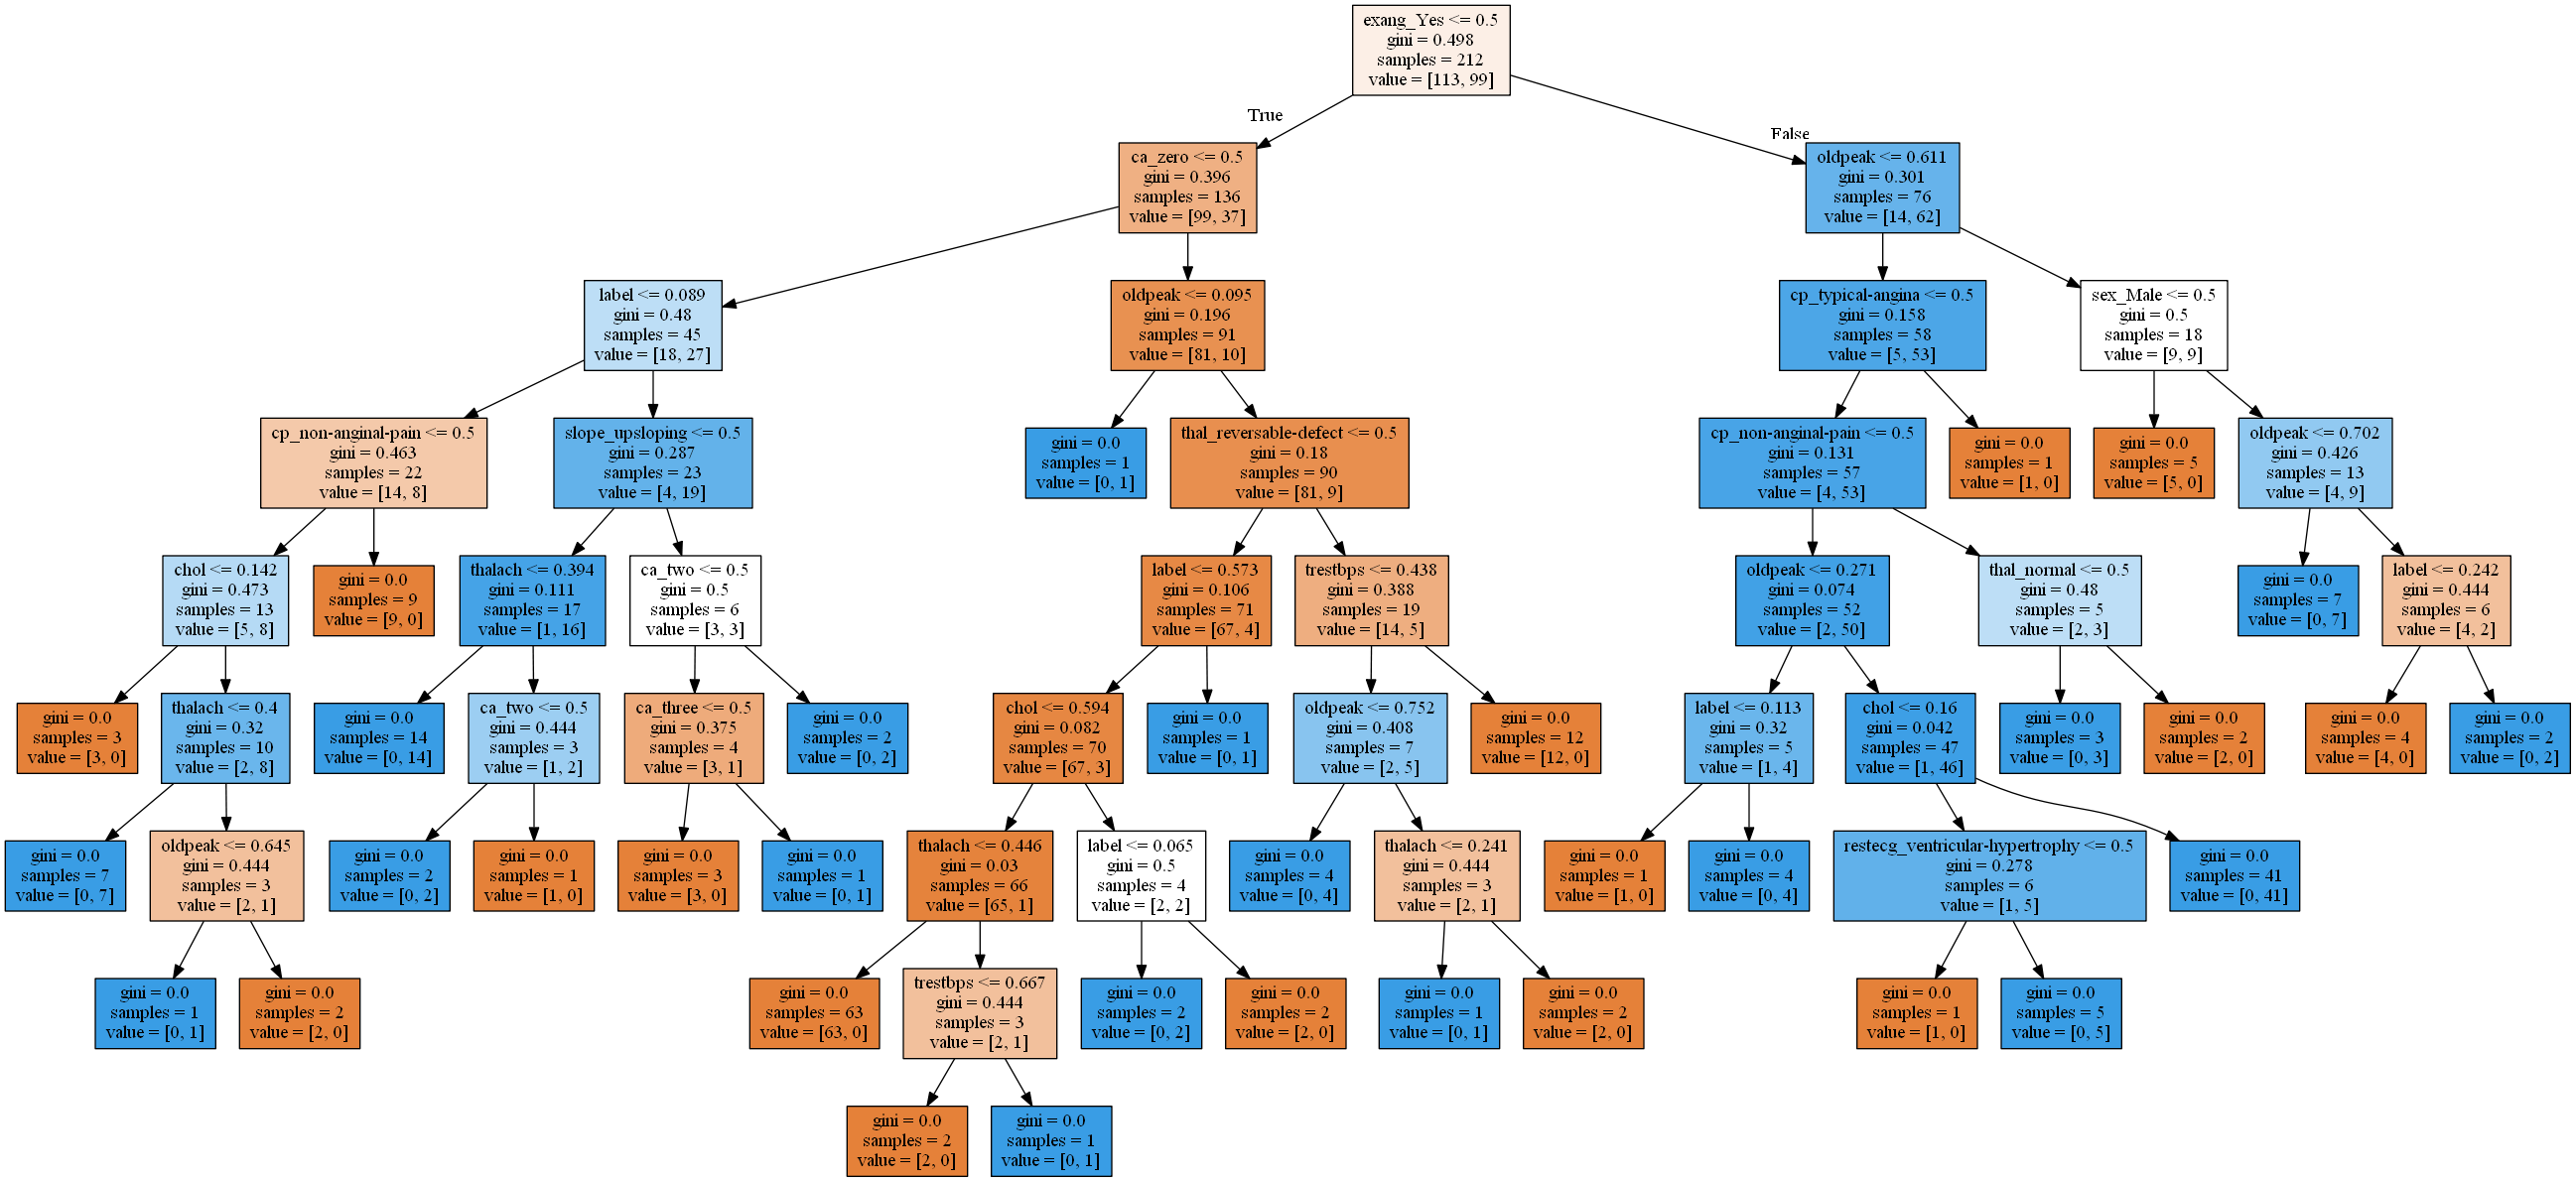 exang_Yes <= 0.5
gini = 0.498
samples = 212
value = [113, 99]
True
False
ca_zero <= 0.5
gini = 0.396
samples = 136
value = [99, 37]
oldpeak <= 0.611
gini = 0.301
samples = 76
value = [14, 62]
label <= 0.089
gini = 0.48
samples = 45
value = [18, 27]
oldpeak <= 0.095
gini = 0.196
samples = 91
value = [81, 10]
cp_typical-angina <= 0.5
gini = 0.158
samples = 58
value = [5, 53]
sex_Male <= 0.5
gini = 0.5
samples = 18
value = [9, 9]
cp_non-anginal-pain <= 0.5
gini = 0.463
samples = 22
value = [14, 8]
slope_upsloping <= 0.5
gini = 0.287
samples = 23
value = [4, 19]
gini = 0.0
samples = 1
value = [0, 1]
thal_reversable-defect <= 0.5
gini = 0.18
samples = 90
value = [81, 9]
cp_non-anginal-pain <= 0.5
gini = 0.131
samples = 57
value = [4, 53]
gini = 0.0
samples = 1
value = [1, 0]
gini = 0.0
samples = 5
value = [5, 0]
oldpeak <= 0.702
gini = 0.426
samples = 13
value = [4, 9]
chol <= 0.142
gini = 0.473
samples = 13
value = [5, 8]
gini = 0.0
samples = 9
value = [9, 0]
thalach <= 0.394
gini = 0.111
samples = 17
value = [1, 16]
ca_two <= 0.5
gini = 0.5
samples = 6
value = [3, 3]
label <= 0.573
gini = 0.106
samples = 71
value = [67, 4]
trestbps <= 0.438
gini = 0.388
samples = 19
value = [14, 5]
oldpeak <= 0.271
gini = 0.074
samples = 52
value = [2, 50]
thal_normal <= 0.5
gini = 0.48
samples = 5
value = [2, 3]
gini = 0.0
samples = 7
value = [0, 7]
label <= 0.242
gini = 0.444
samples = 6
value = [4, 2]
gini = 0.0
samples = 3
value = [3, 0]
thalach <= 0.4
gini = 0.32
samples = 10
value = [2, 8]
gini = 0.0
samples = 14
value = [0, 14]
ca_two <= 0.5
gini = 0.444
samples = 3
value = [1, 2]
ca_three <= 0.5
gini = 0.375
samples = 4
value = [3, 1]
gini = 0.0
samples = 2
value = [0, 2]
chol <= 0.594
gini = 0.082
samples = 70
value = [67, 3]
gini = 0.0
samples = 1
value = [0, 1]
oldpeak <= 0.752
gini = 0.408
samples = 7
value = [2, 5]
gini = 0.0
samples = 12
value = [12, 0]
label <= 0.113
gini = 0.32
samples = 5
value = [1, 4]
chol <= 0.16
gini = 0.042
samples = 47
value = [1, 46]
gini = 0.0
samples = 3
value = [0, 3]
gini = 0.0
samples = 2
value = [2, 0]
gini = 0.0
samples = 4
value = [4, 0]
gini = 0.0
samples = 2
value = [0, 2]
gini = 0.0
samples = 7
value = [0, 7]
oldpeak <= 0.645
gini = 0.444
samples = 3
value = [2, 1]
gini = 0.0
samples = 2
value = [0, 2]
gini = 0.0
samples = 1
value = [1, 0]
gini = 0.0
samples = 3
value = [3, 0]
gini = 0.0
samples = 1
value = [0, 1]
thalach <= 0.446
gini = 0.03
samples = 66
value = [65, 1]
label <= 0.065
gini = 0.5
samples = 4
value = [2, 2]
gini = 0.0
samples = 4
value = [0, 4]
thalach <= 0.241
gini = 0.444
samples = 3
value = [2, 1]
gini = 0.0
samples = 1
value = [1, 0]
gini = 0.0
samples = 4
value = [0, 4]
restecg_ventricular-hypertrophy <= 0.5
gini = 0.278
samples = 6
value = [1, 5]
gini = 0.0
samples = 41
value = [0, 41]
gini = 0.0
samples = 1
value = [0, 1]
gini = 0.0
samples = 2
value = [2, 0]
gini = 0.0
samples = 63
value = [63, 0]
trestbps <= 0.667
gini = 0.444
samples = 3
value = [2, 1]
gini = 0.0
samples = 2
value = [0, 2]
gini = 0.0
samples = 2
value = [2, 0]
gini = 0.0
samples = 1
value = [0, 1]
gini = 0.0
samples = 2
value = [2, 0]
gini = 0.0
samples = 1
value = [1, 0]
gini = 0.0
samples = 5
value = [0, 5]
gini = 0.0
samples = 2
value = [2, 0]
gini = 0.0
samples = 1
value = [0, 1]